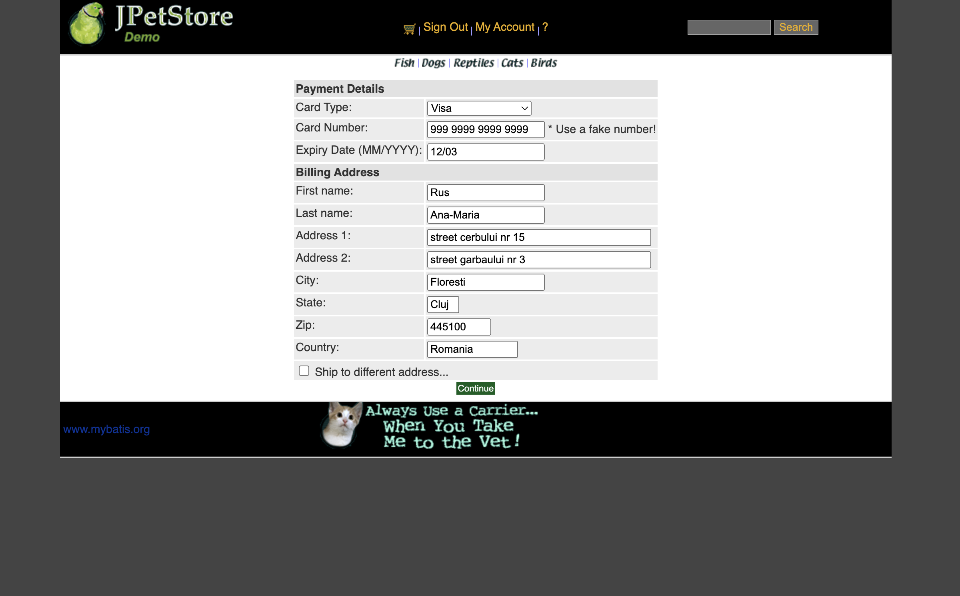 JPetStore
Demo
Sign Out | My Account | ?
Search
Fish | Dogs | Reptiles | Cats | Birds
Payment Details
Card Type: Visa
Card Number: 999 9999 9999 9999 * Use a fake number!
Expiry Date (MM/YYYY): 12/03
Billing Address
First name: Rus
Last name: Ana-Maria
Address 1: street cerbului nr 15
Address 2: street garbaului nr 3
City: Floresti
State: Cluj
Zip: 445100
Country: Romania
Ship to different address...
Continue
www.mybatis.org
Always Use a Carrier...
When You Take
Me to the Vet!